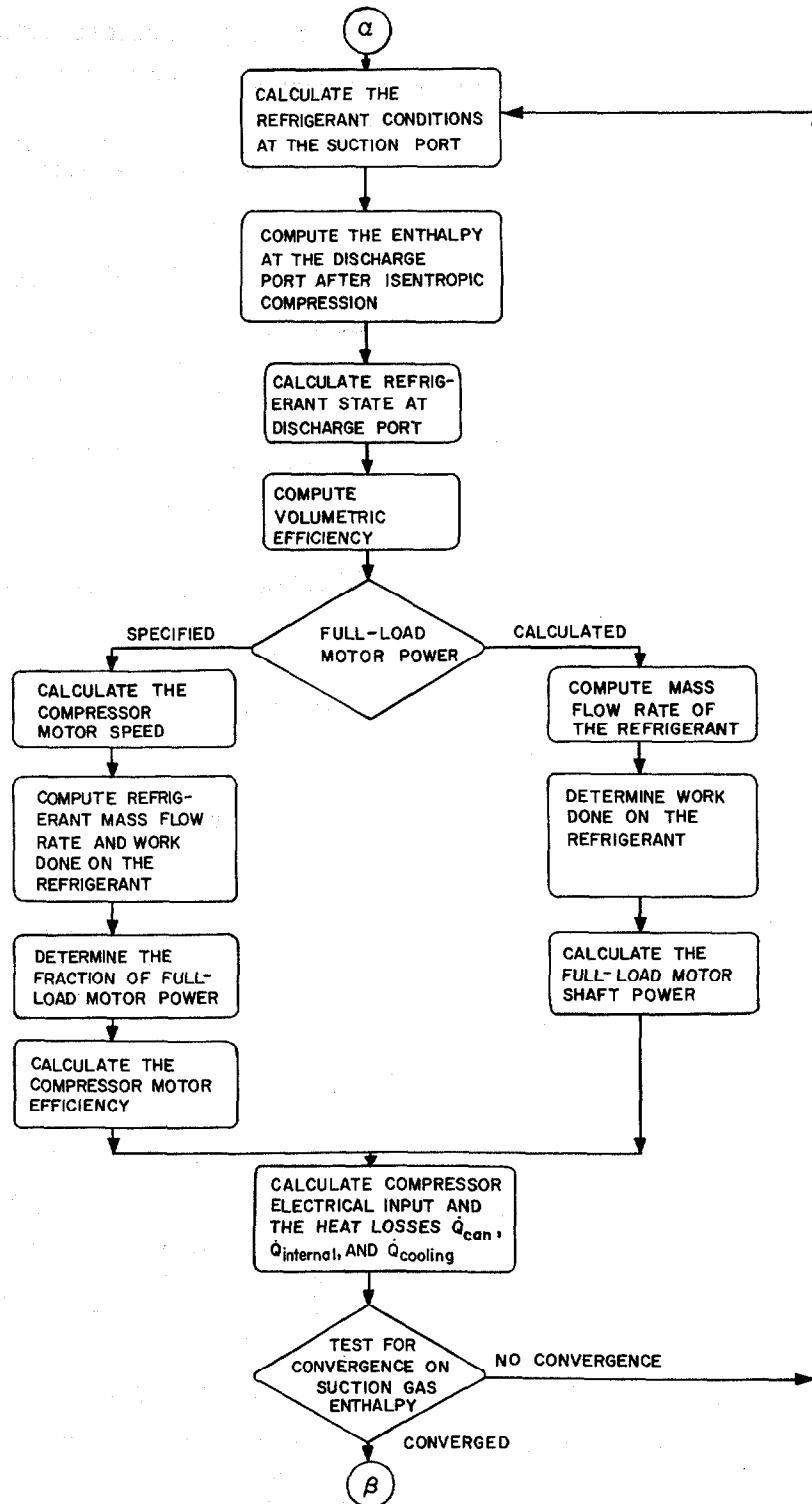 α
CALCULATE THE
REFRIGERANT CONDITIONS
AT THE SUCTION PORT
COMPUTE THE ENTHALPY
AT THE DISCHARGE
PORT AFTER ISENTROPIC
COMPRESSION
CALCULATE REFRIG-
ERANT STATE AT
DISCHARGE PORT
COMPUTE
VOLUMETRIC
EFFICIENCY
SPECIFIED
FULL-LOAD
MOTOR POWER
CALCULATED
CALCULATE THE
COMPRESSOR
MOTOR SPEED
COMPUTE REFRIG-
ERANT MASS FLOW
RATE AND WORK
DONE ON THE
REFRIGERANT
DETERMINE THE
FRACTION OF FULL-
LOAD MOTOR POWER
CALCULATE THE
COMPRESSOR MOTOR
EFFICIENCY
COMPUTE MASS
FLOW RATE OF
THE REFRIGERANT
DETERMINE WORK
DONE ON THE
REFRIGERANT
CALCULATE THE
FULL-LOAD MOTOR
SHAFT POWER
CALCULATE COMPRESSOR
ELECTRICAL INPUT AND
THE HEAT LOSSES Q̇can,
Q̇internal, AND Q̇cooling
TEST FOR
CONVERGENCE ON
SUCTION GAS
ENTHALPY
NO CONVERGENCE
CONVERGED
β